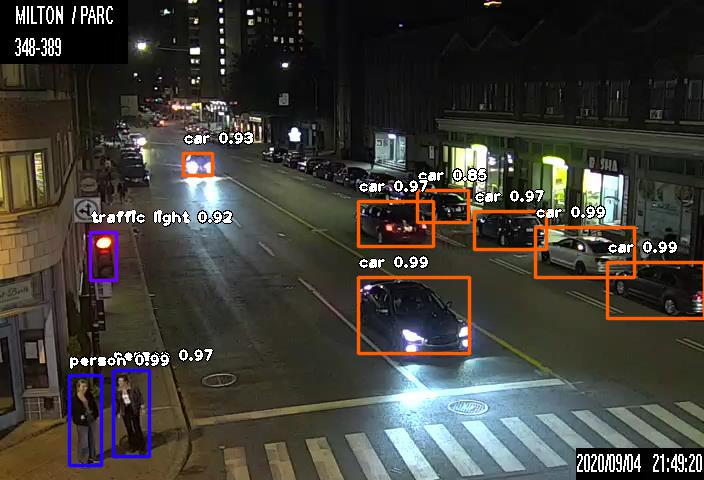 MILTON / PARC
348-389
car 0.93
car 0.85
car 0.97
car 0.97
traffic light 0.92
car 0.99
car 0.99
car 0.99
person 0.99
0.97
2020/09/04 21:49:20